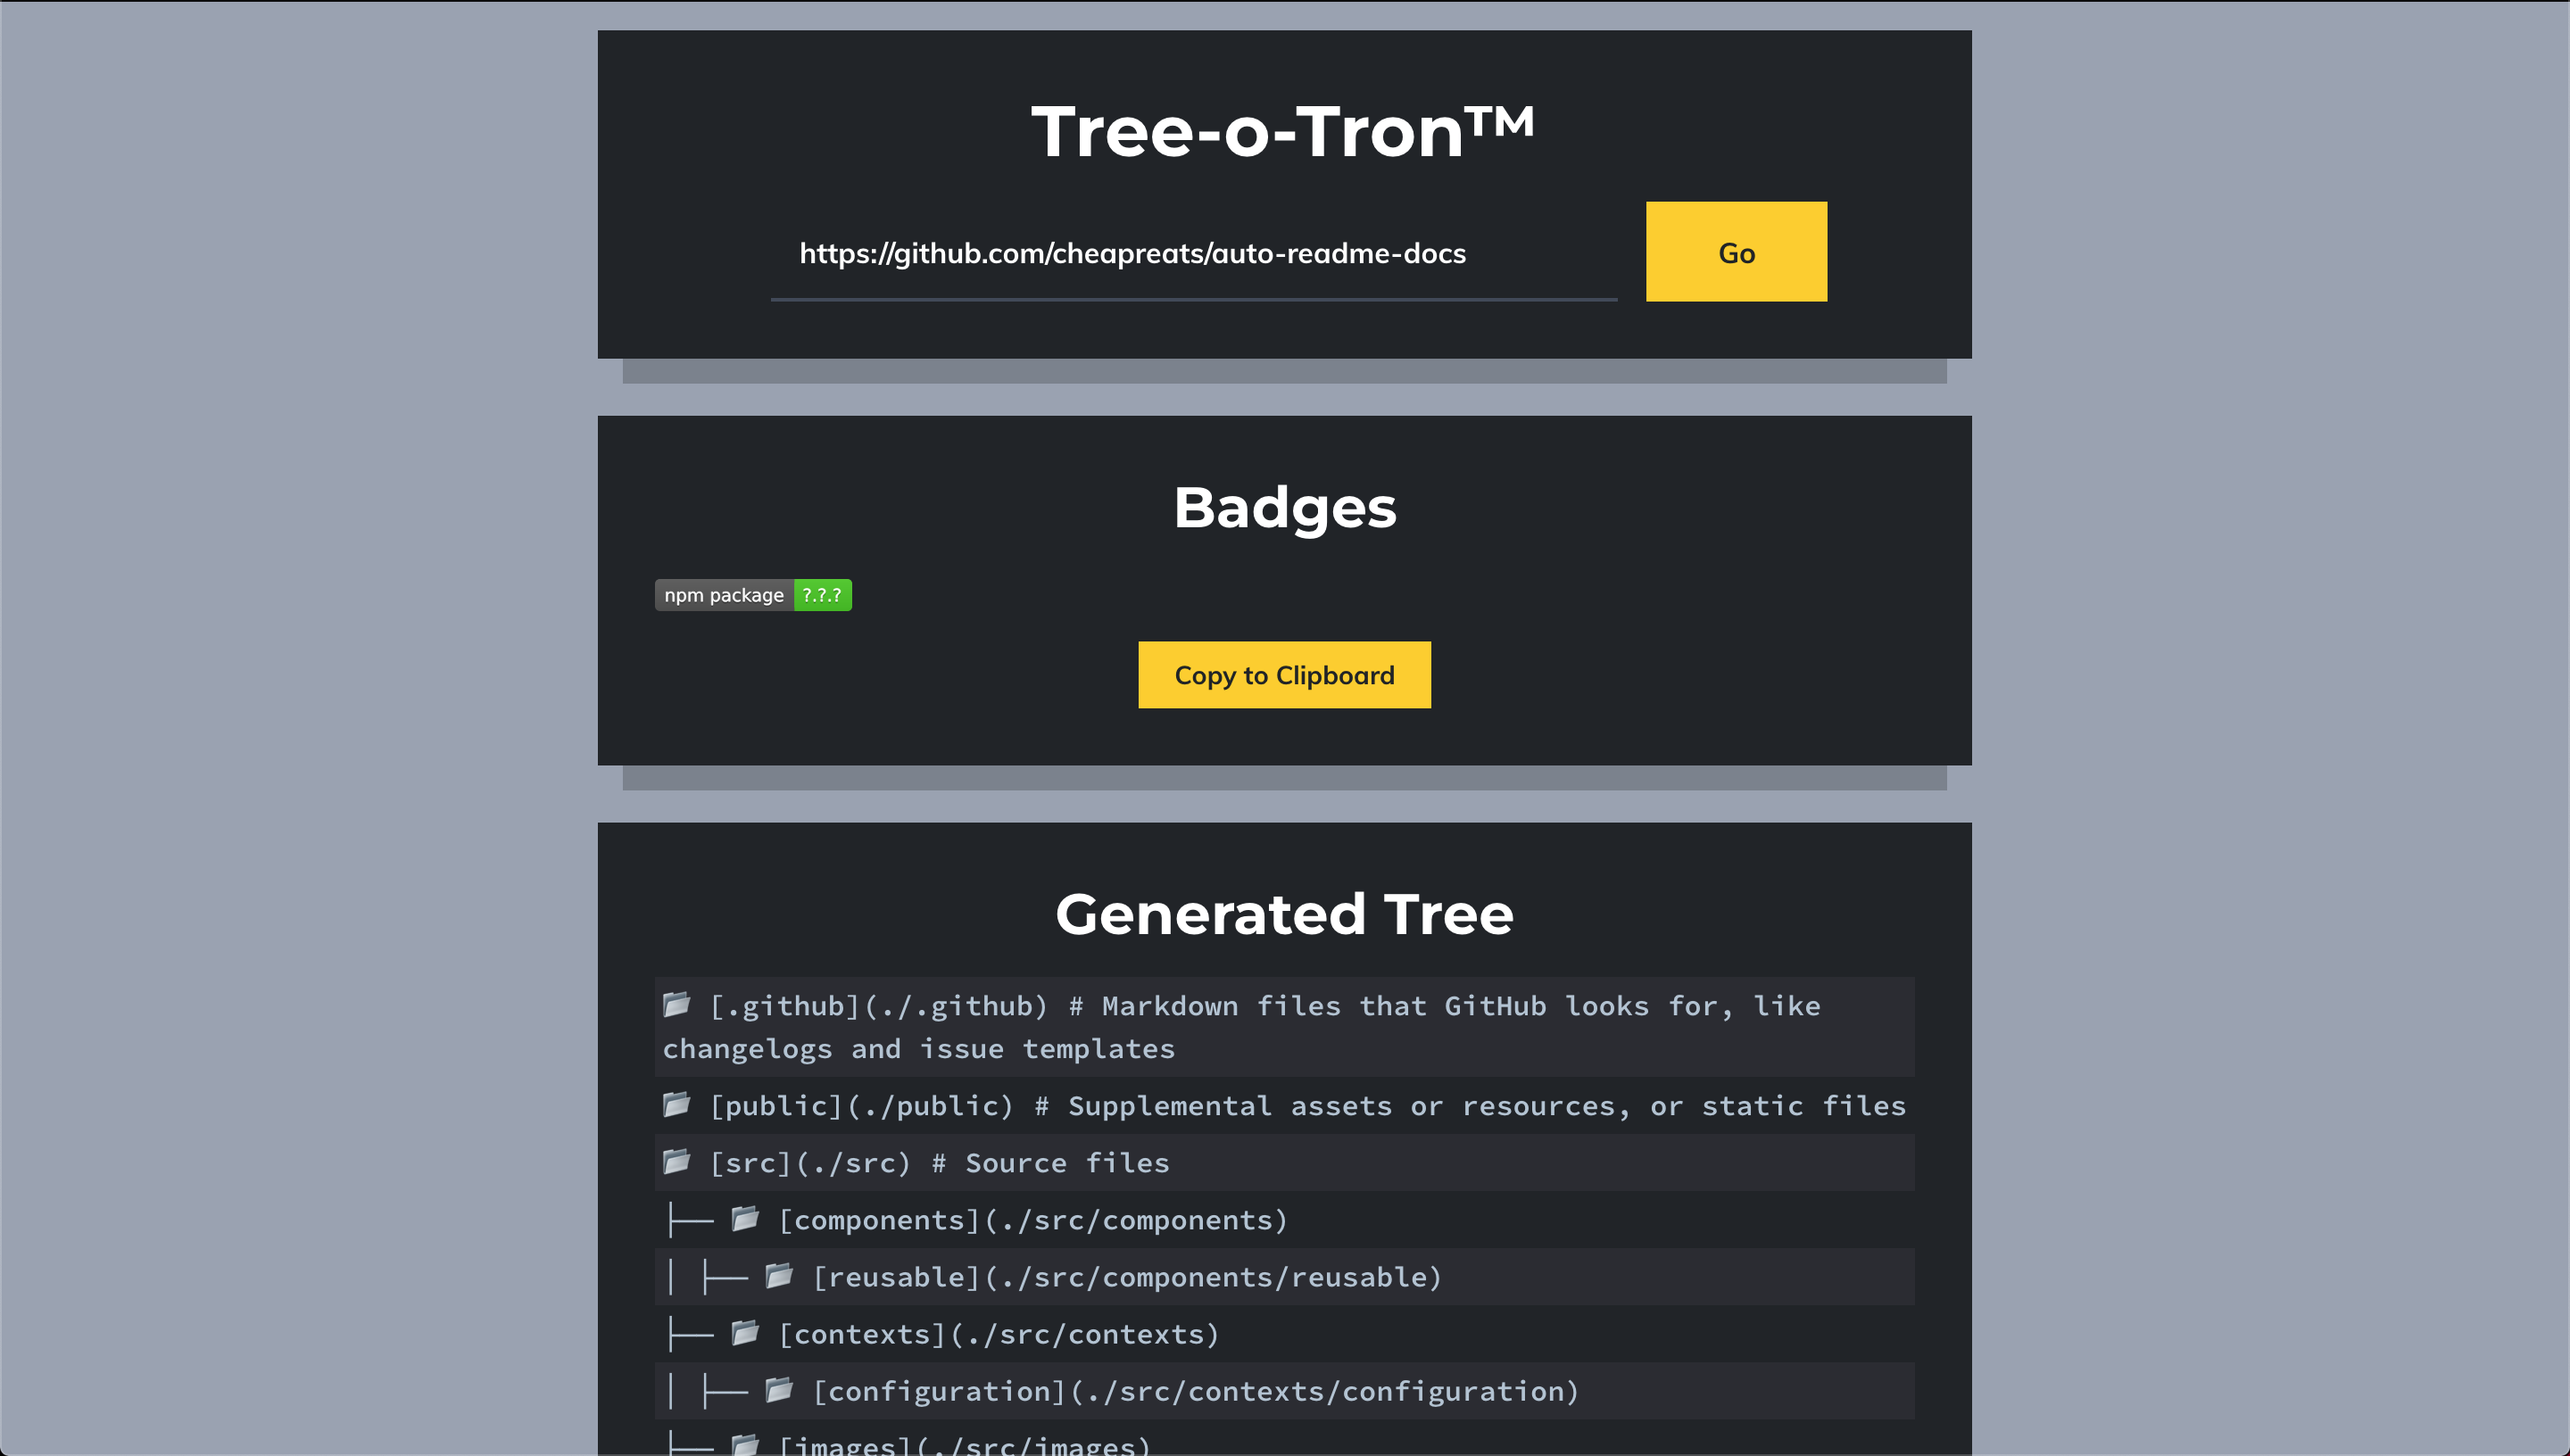 Tree-o-Tron™
https://github.com/cheapreats/auto-readme-docs
Go
Badges
npm package ?.?.?
Copy to Clipboard
Generated Tree
📂 [.github](./.github) # Markdown files that GitHub looks for, like
changelogs and issue templates
📂 [public](./public) # Supplemental assets or resources, or static files
📂 [src](./src) # Source files
├── 📂 [components](./src/components)
│ ├── 📂 [reusable](./src/components/reusable)
├── 📂 [contexts](./src/contexts)
│ ├── 📂 [configuration](./src/contexts/configuration)
├── 📂 [images](./src/images)